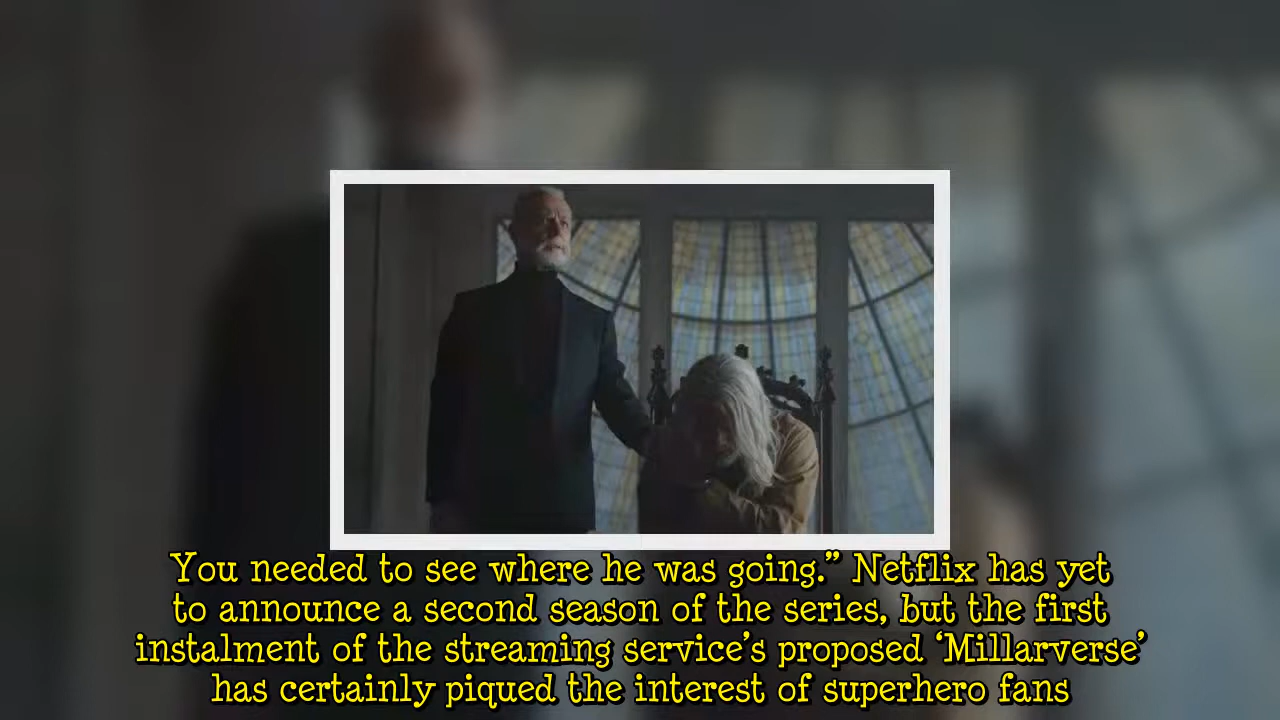 You needed to see where he was going.” Netflix has yet
to announce a second season of the series, but the first
instalment of the streaming service’s proposed ‘Millarverse’
has certainly piqued the interest of superhero fans